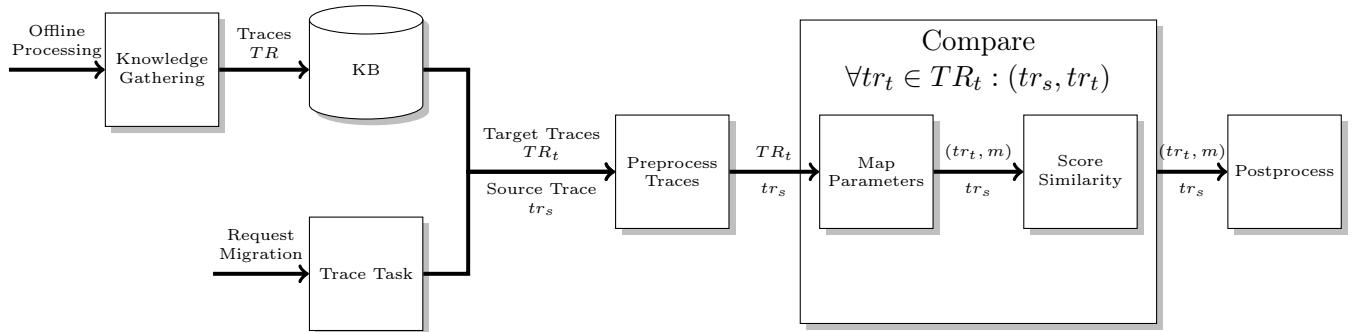 Offline
Processing
Knowledge
Gathering
Traces
TR
KB
Request
Migration
Trace Task
Target Traces
TR_t
Source Trace
tr_s
Preprocess
Traces
TR_t
tr_s
Compare
∀tr_t ∈ TR_t : (tr_s, tr_t)
Map
Parameters
(tr_t, m)
tr_s
Score
Similarity
(tr_t, m)
tr_s
Postprocess